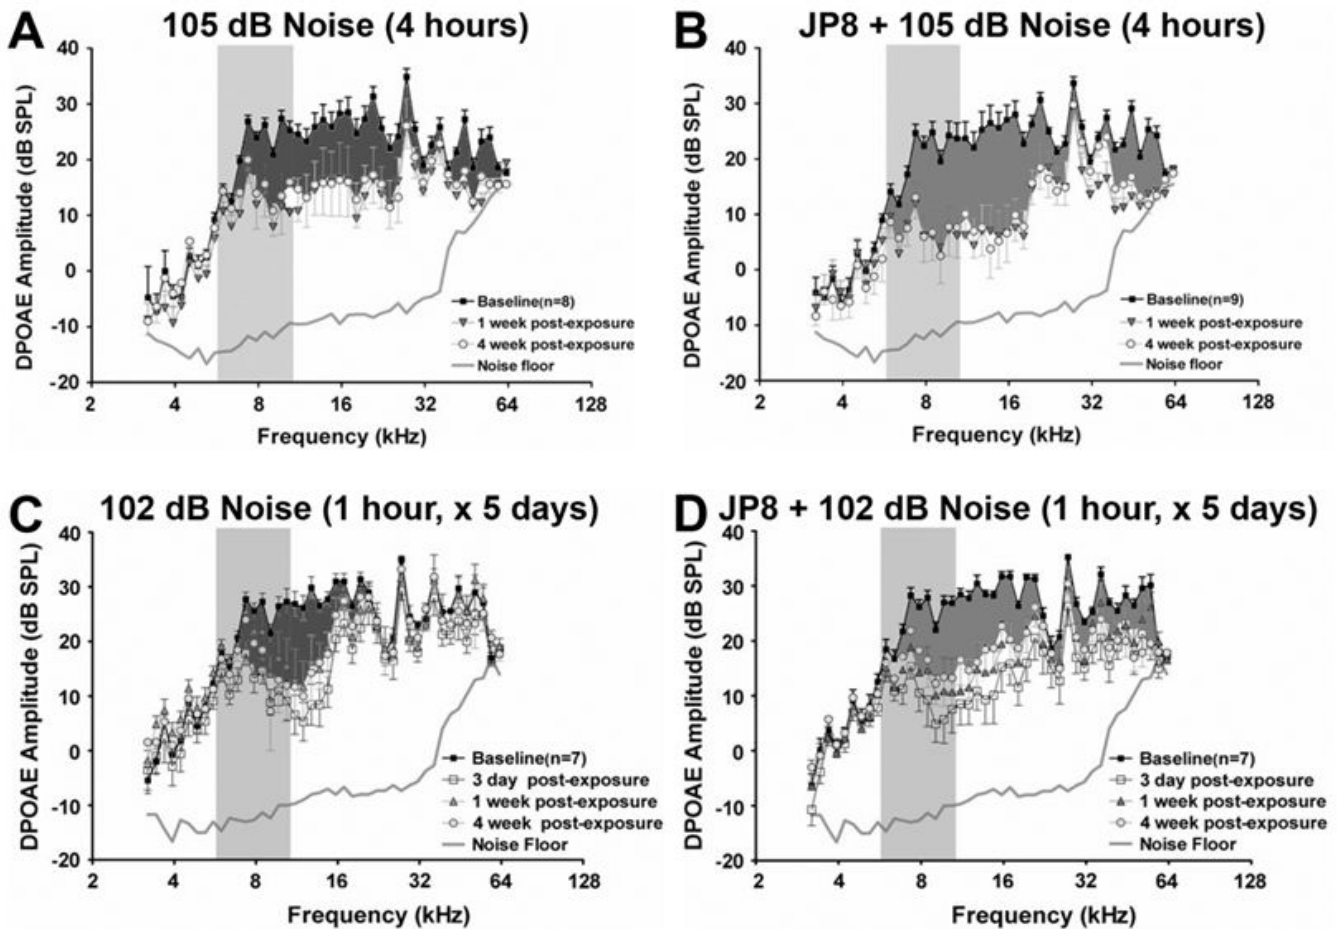 A
105 dB Noise (4 hours)
DPOAE Amplitude (dB SPL)
40
30
20
10
0
-10
-20
Baseline(n=8)
1 week post-exposure
4 week post-exposure
Noise floor
2 4 8 16 32 64 128
Frequency (kHz)
B
JP8 + 105 dB Noise (4 hours)
DPOAE Amplitude (dB SPL)
40
30
20
10
0
10
-20
Baseline(n=9)
1 week post-exposure
4 week post-exposure
Noise floor
2 4 8 16 32 64 128
Frequency (kHz)
C
102 dB Noise (1 hour, x 5 days)
DPOAE Amplitude (dB SPL)
40
30
20
10
0
-10
-20
Baseline(n=7)
3 day post-exposure
1 week post-exposure
4 week post-exposure
Noise Floor
2 4 8 16 32 64 128
Frequency (kHz)
D
JP8 + 102 dB Noise (1 hour, x 5 days)
DPOAE Amplitude (dB SPL)
40
30
20
10
0
-10
-20
Baseline(n=7)
3 day post-exposure
1 week post-exposure
4 week post-exposure
Noise Floor
2 4 8 16 32 64 128
Frequency (kHz)